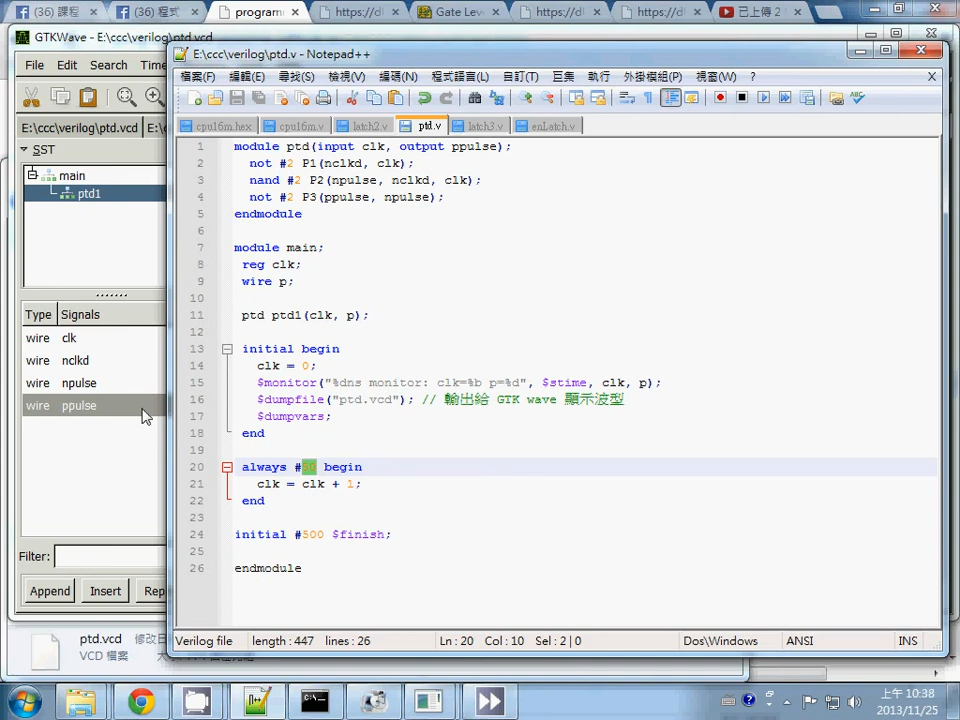 (36) 課程
(36) 程式
program
https://dl
Gate Lev
https://dl
https://dl
已上傳 2
GTKWave - E:\ccc\verilog\ptd.vcd
File Edit Search Time
E:\ccc\verilog\ptd.vcd
SST
main
ptd1
Type Signals
wire clk
wire nclkd
wire npulse
wire ppulse
Filter:
Append Insert Rep
ptd.vcd
VCD 檔案
E:\ccc\verilog\ptd.v - Notepad++
檔案(F) 編輯(E) 尋找(S) 檢視(V) 編碼(N) 程式語言(L) 自訂(T) 巨集 執行 外掛模組(P) 視窗(W) ? X
cpu16m.hex cpu16m.v latch2.v ptd.v latch3.v enLatch.v
1 module ptd(input clk, output ppulse);
2 not #2 P1(nclkd, clk);
3 nand #2 P2(npulse, nclkd, clk);
4 not #2 P3(ppulse, npulse);
5 endmodule
6
7 module main;
8 reg clk;
9 wire p;
10
11 ptd ptd1(clk, p);
12
13 initial begin
14 clk = 0;
15 $monitor("%dns monitor: clk=%b p=%d", $stime, clk, p);
16 $dumpfile("ptd.vcd"); // 輸出給 GTK wave 顯示波型
17 $dumpvars;
18 end
19
20 always #50 begin
21 clk = clk + 1;
22 end
23
24 initial #500 $finish;
25
26 endmodule
Verilog file length : 447 lines : 26 Ln : 20 Col : 10 Sel : 2 | 0 Dos\Windows ANSI INS
上午 10:38
2013/11/25